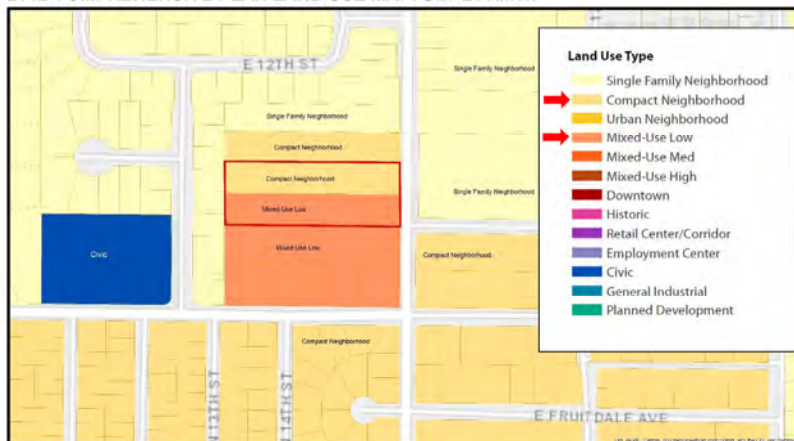 E 12TH ST
Single Family Neighborhood
Single Family Neighborhood
Compact Neighborhood
Compact Neighborhood
Mixed-Use Low
Single Family Neighborhood
Civic
Mixed-Use Low
Compact Neighborhood
Compact Neighborhood
N 13TH ST
N 14TH ST
E FRUITDALE AVE
Land Use Type
Single Family Neighborhood
Compact Neighborhood
Urban Neighborhood
Mixed-Use Low
Mixed-Use Med
Mixed-Use High
Downtown
Historic
Retail Center/Corridor
Employment Center
Civic
General Industrial
Planned Development